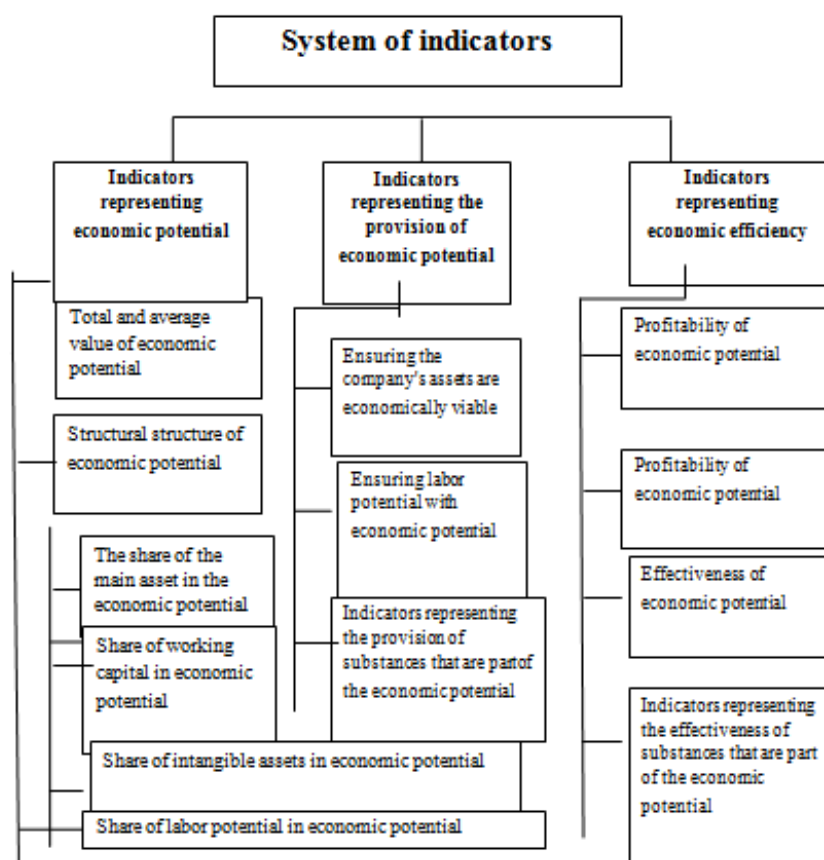 System of indicators
Indicators
representing
economic potential
Indicators
representing the
provision of
economic potential
Indicators
representing
economic efficiency
Total and average
value of economic
potential
Structural structure of
economic potential
The share of the
main asset in the
economic potential
Share of working
capital in economic
potential
Share of intangible assets in economic potential
Share of labor potential in economic potential
Ensuring the
company's assets are
economically viable
Ensuring labor
potential with
economic potential
Indicators representing
the provision of
substances that are partof
the economic potential
Profitability of
economic potential
Profitability of
economic potential
Effectiveness of
economic potential
Indicators representing
the effectiveness of
substances that are part
of the economic
potential